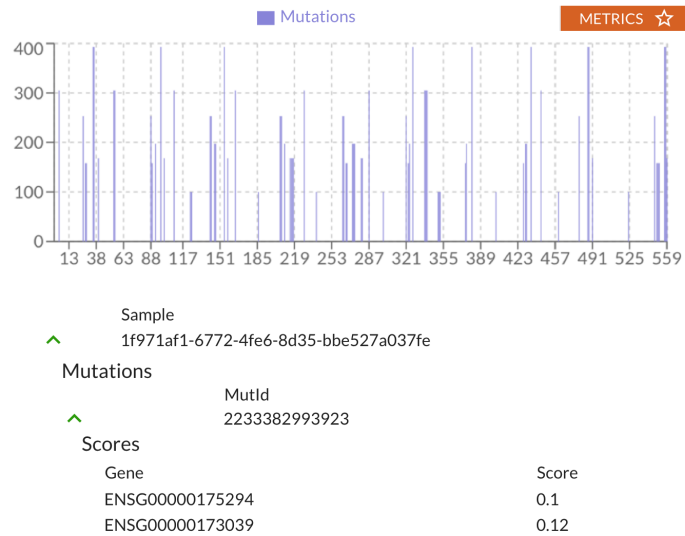 Mutations
METRICS
400
300
200
100
0
13 38 63 88 117 151 185 219 253 287 321 355 389 423 457 491 525 559
Sample
1f971af1-6772-4fe6-8d35-bbe527a037fe
Mutations
MutId
2233382993923
Scores
Gene Score
ENSG00000175294 0.1
ENSG00000173039 0.12